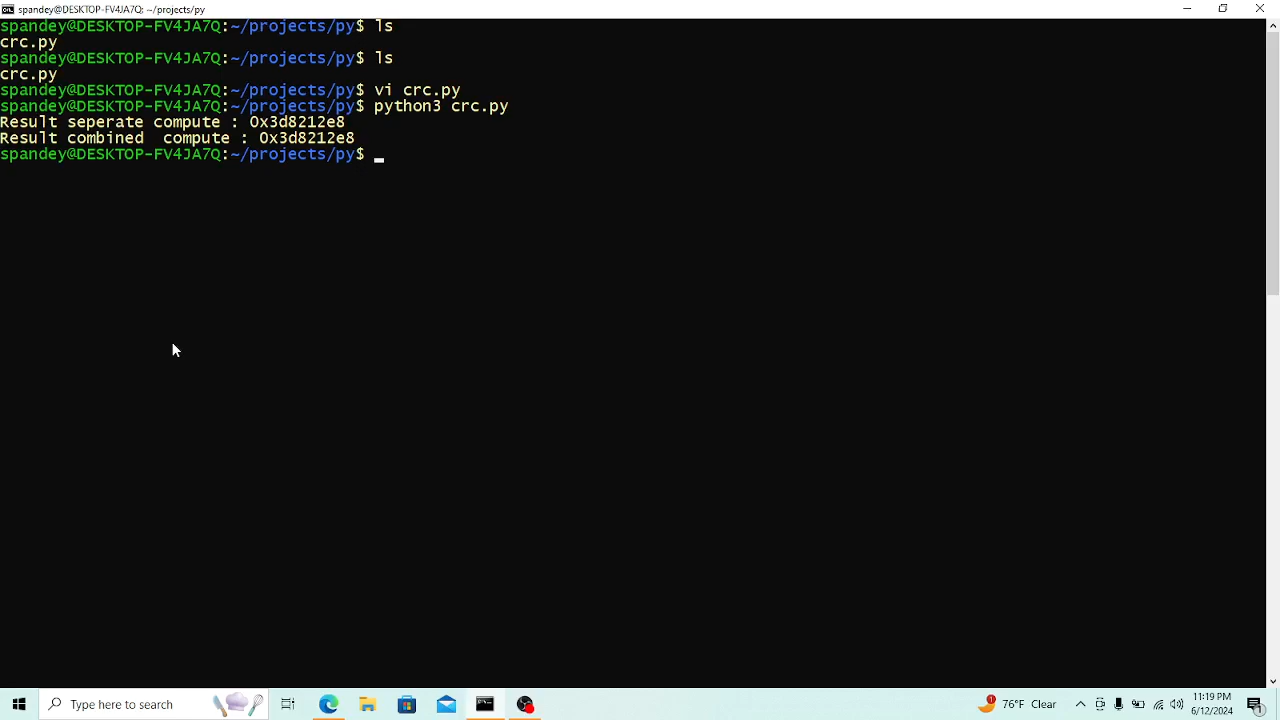 spandey@DESKTOP-FV4JA7Q: ~/projects/py
spandey@DESKTOP-FV4JA7Q:~/projects/py$ ls
crc.py
spandey@DESKTOP-FV4JA7Q:~/projects/py$ ls
crc.py
spandey@DESKTOP-FV4JA7Q:~/projects/py$ vi crc.py
spandey@DESKTOP-FV4JA7Q:~/projects/py$ python3 crc.py
Result seperate compute : 0x3d8212e8
Result combined  compute : 0x3d8212e8
spandey@DESKTOP-FV4JA7Q:~/projects/py$
Type here to search
1
76°F Clear
11:19 PM
6/12/2024
1